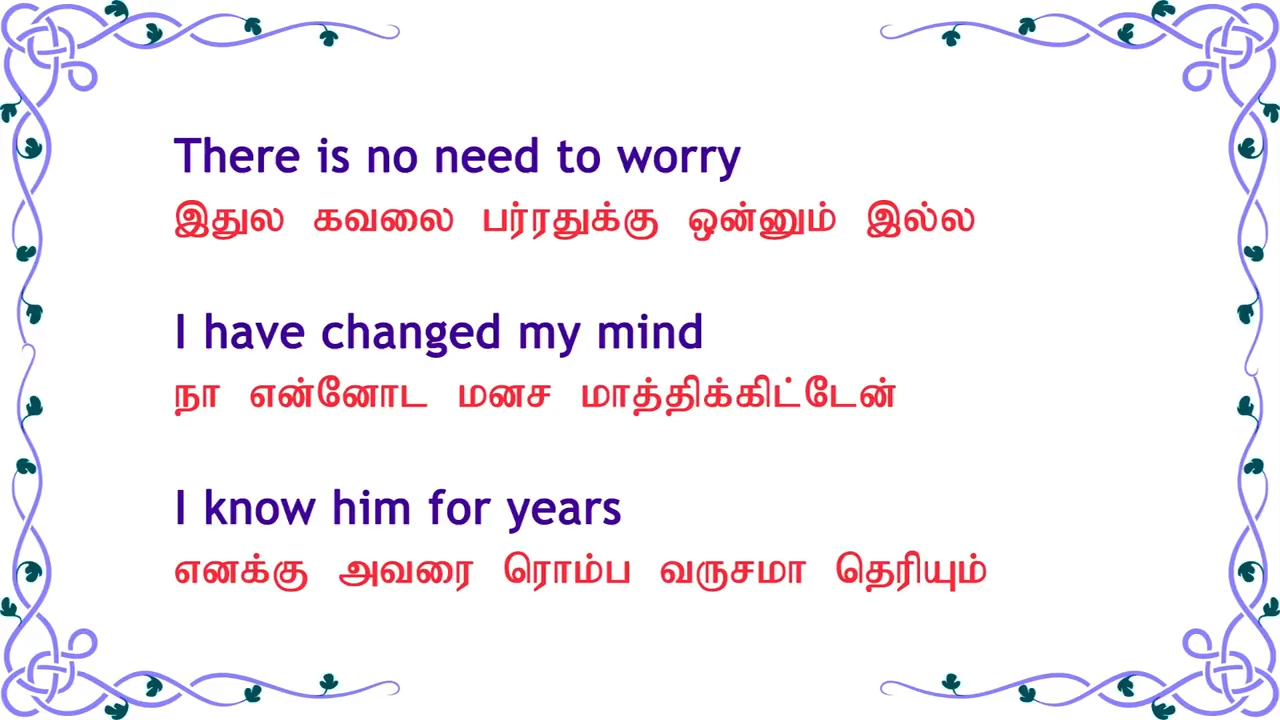 There is no need to worry
இதுல கவலை பர்ரதுக்கு ஒன்னும் இல்ல
I have changed my mind
நா என்னோட மனச மாத்திக்கிட்டேன்
I know him for years
எனக்கு அவரை ரொம்ப வருசமா தெரியும்